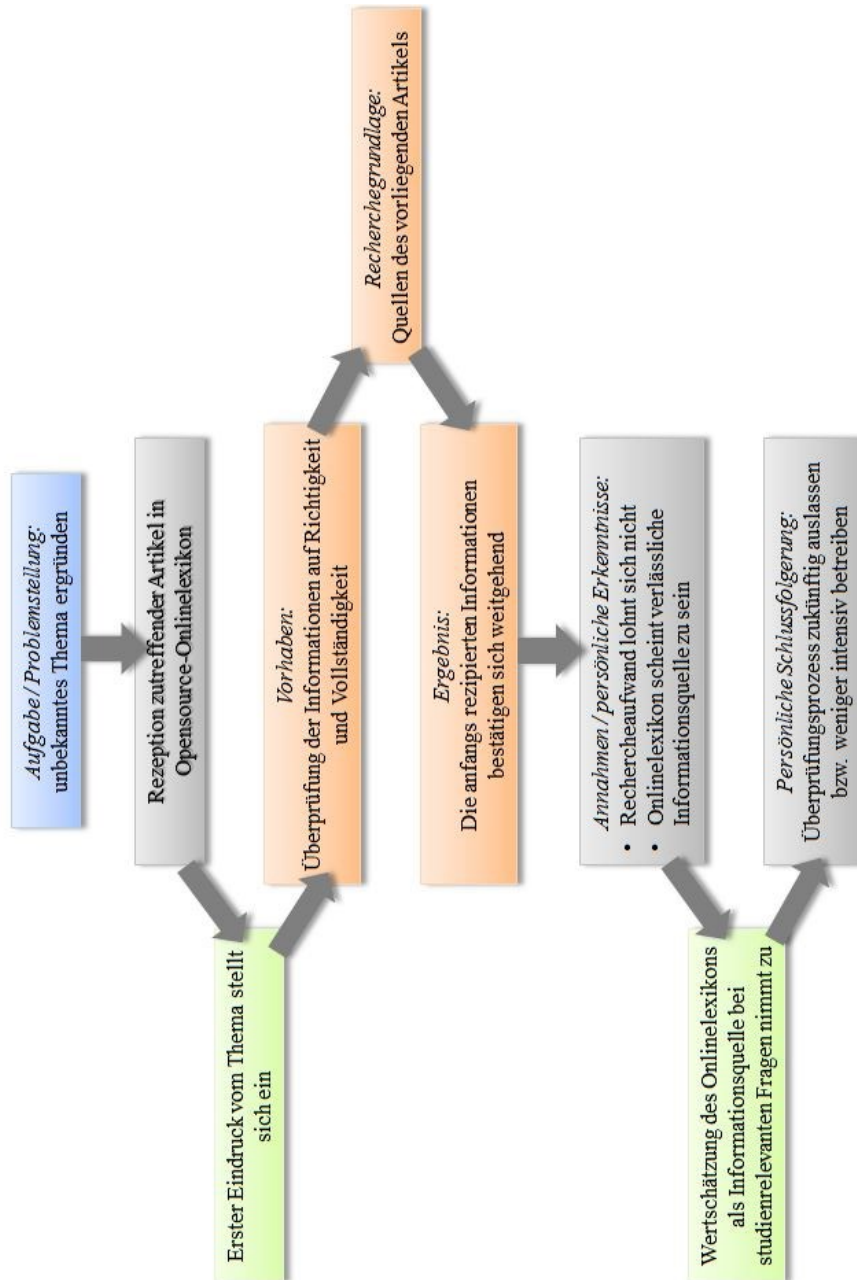 Aufgabe / Problemstellung:
unbekanntes Thema ergründen
Rezeption zutreffender Artikel in
Opensource-Onlinelexikon
Erster Eindruck vom Thema stellt
sich ein
Vorhaben:
Überprüfung der Informationen auf Richtigkeit
und Vollständigkeit
Recherchegrundlage:
Quellen des vorliegenden Artikels
Ergebnis:
Die anfangs rezipierten Informationen
bestätigen sich weitgehend
Annahmen / persönliche Erkenntnisse:
• Rechercheaufwand lohnt sich nicht
• Onlinelexikon scheint verlässliche
Informationsquelle zu sein
Wertschätzung des Onlinelexikons
als Informationsquelle bei
studienrelevanten Fragen nimmt zu
Persönliche Schlussfolgerung:
Überprüfungsprozess zukünftig auslassen
bzw. weniger intensiv betreiben